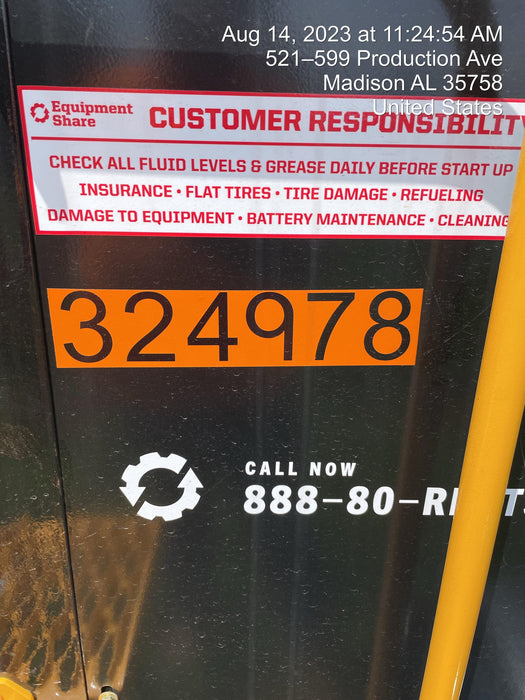 Aug 14, 2023 at 11:24:54 AM
521–599 Production Ave
Madison AL 35758
United States
Equipment
Share
CUSTOMER RESPONSIBILITY
CHECK ALL FLUID LEVELS & GREASE DAILY BEFORE START UP
INSURANCE • FLAT TIRES • TIRE DAMAGE • REFUELING
DAMAGE TO EQUIPMENT • BATTERY MAINTENANCE • CLEANING
324978
CALL NOW
888-80-